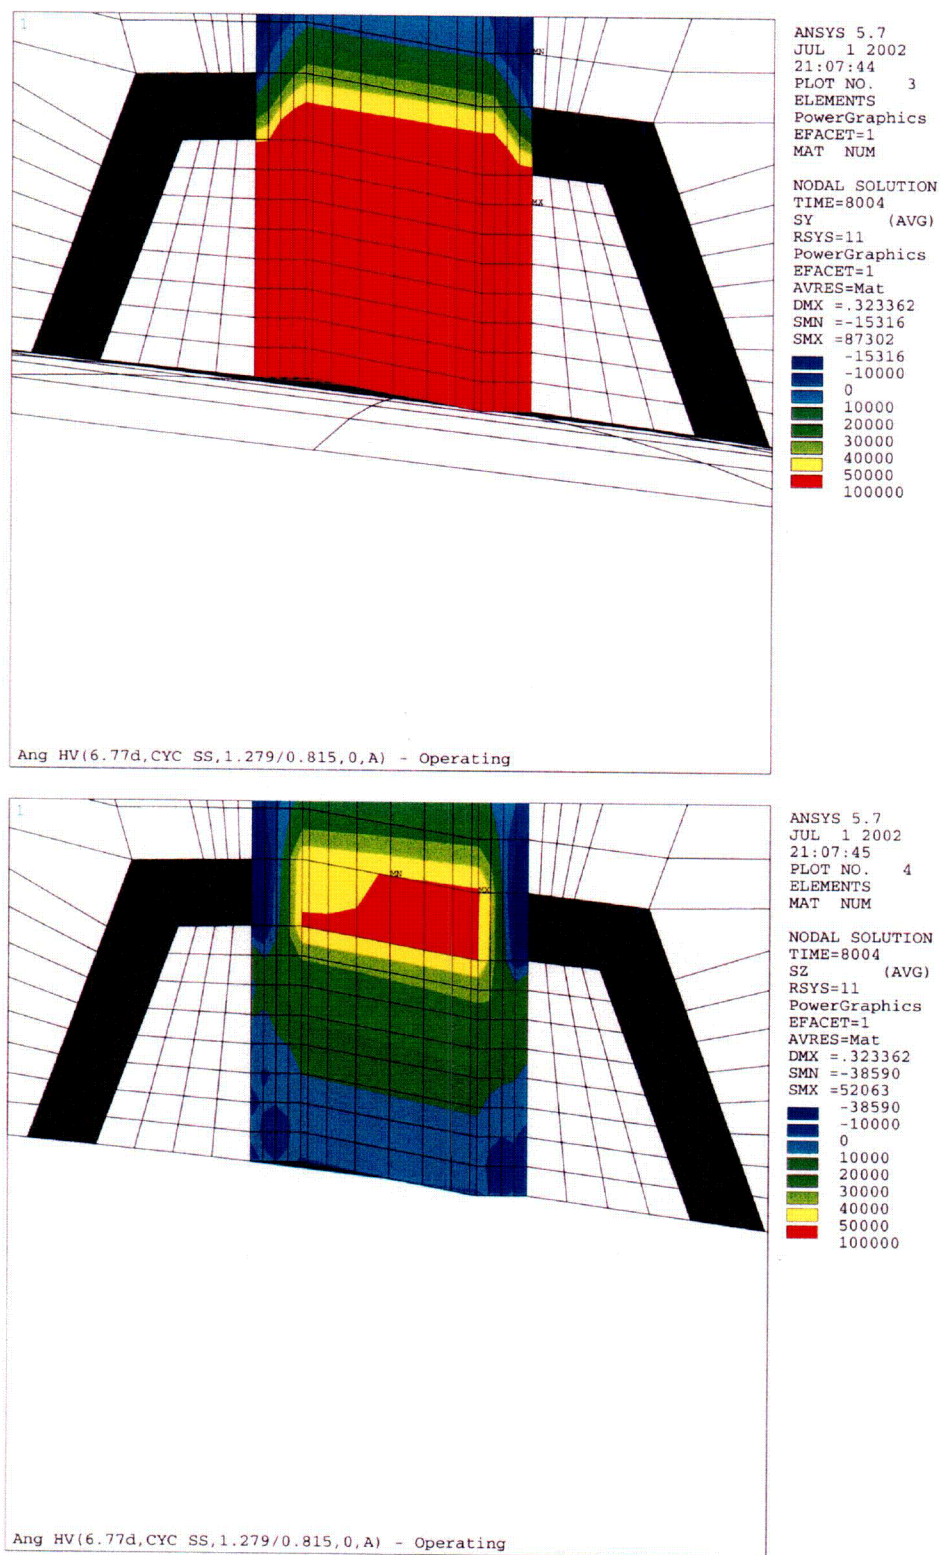 1
ANSYS 5.7
JUL 1 2002
21:07:44
PLOT NO. 3
ELEMENTS
PowerGraphics
EFACET=1
MAT NUM
NODAL SOLUTION
TIME=8004
SY (AVG)
RSYS=11
PowerGraphics
EFACET=1
AVRES=Mat
DMX =.323362
SMN =-15316
SMX =87302
-15316
-10000
0
10000
20000
30000
40000
50000
100000
MN
MX
Ang HV(6.77d,CYC SS,1.279/0.815,0,A) - Operating
1
ANSYS 5.7
JUL 1 2002
21:07:45
PLOT NO. 4
ELEMENTS
MAT NUM
NODAL SOLUTION
TIME=8004
SZ (AVG)
RSYS=11
PowerGraphics
EFACET=1
AVRES=Mat
DMX =.323362
SMN =-38590
SMX =52063
-38590
-10000
0
10000
20000
30000
40000
50000
100000
MN
MX
Ang HV(6.77d,CYC SS,1.279/0.815,0,A) - Operating